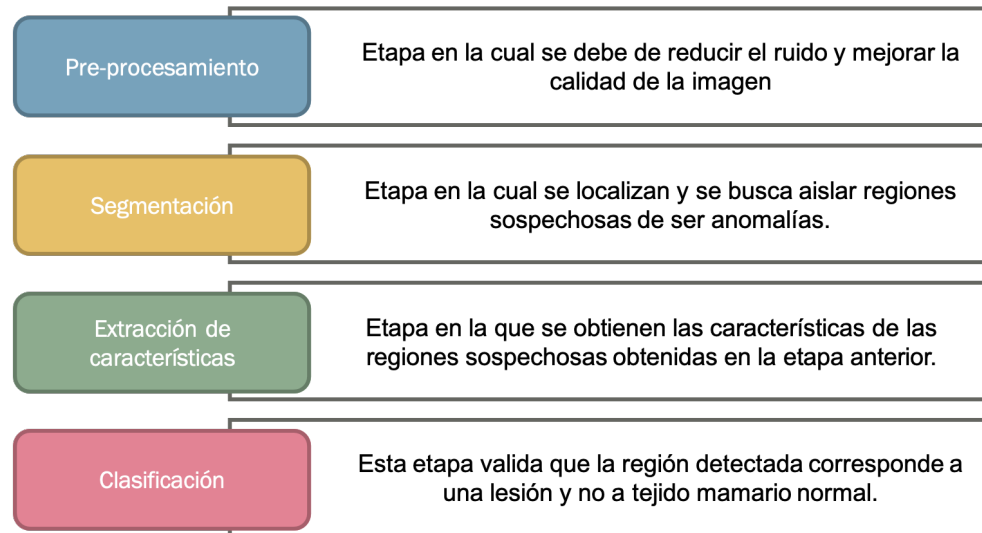 Pre-procesamiento
Etapa en la cual se debe de reducir el ruido y mejorar la
calidad de la imagen
Segmentación
Etapa en la cual se localizan y se busca aislar regiones
sospechosas de ser anomalías.
Extracción de
características
Etapa en la que se obtienen las características de las
regiones sospechosas obtenidas en la etapa anterior.
Clasificación
Esta etapa valida que la región detectada corresponde a
una lesión y no a tejido mamario normal.